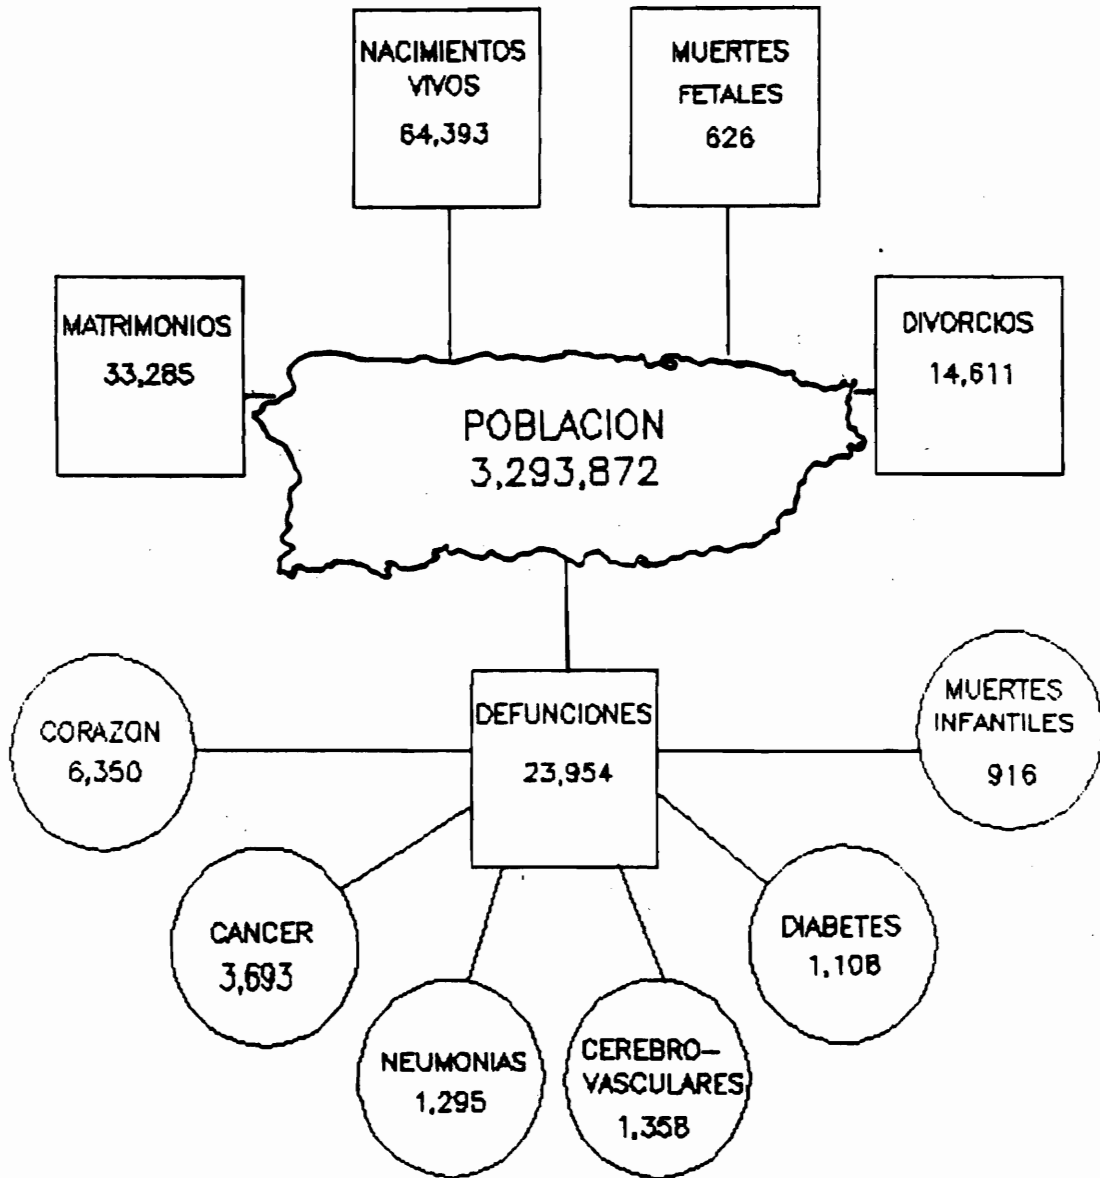 NACIMIENTOS
VIVOS
64,393
MUERTES
FETALES
626
MATRIMONIOS
33,285
DIVORCIOS
14,611
POBLACION
3,293,872
DEFUNCIONES
23,954
CORAZON
6,350
MUERTES
INFANTILES
916
CANCER
3,693
DIABETES
1,108
NEUMONIAS
1,295
CEREBRO-
VASCULARES
1,358